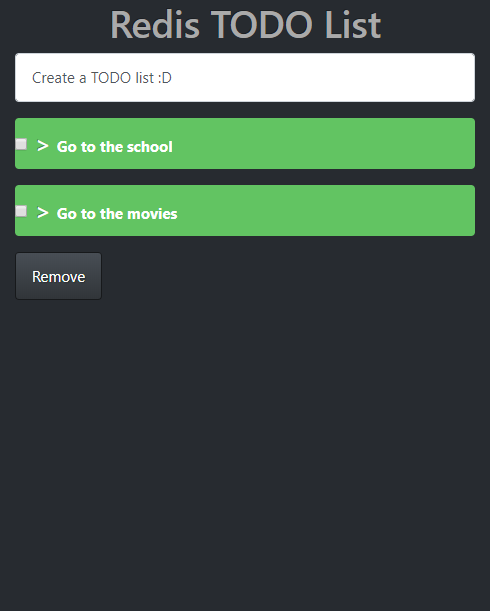 Redis TODO List
Create a TODO list :D
> Go to the school
> Go to the movies
Remove